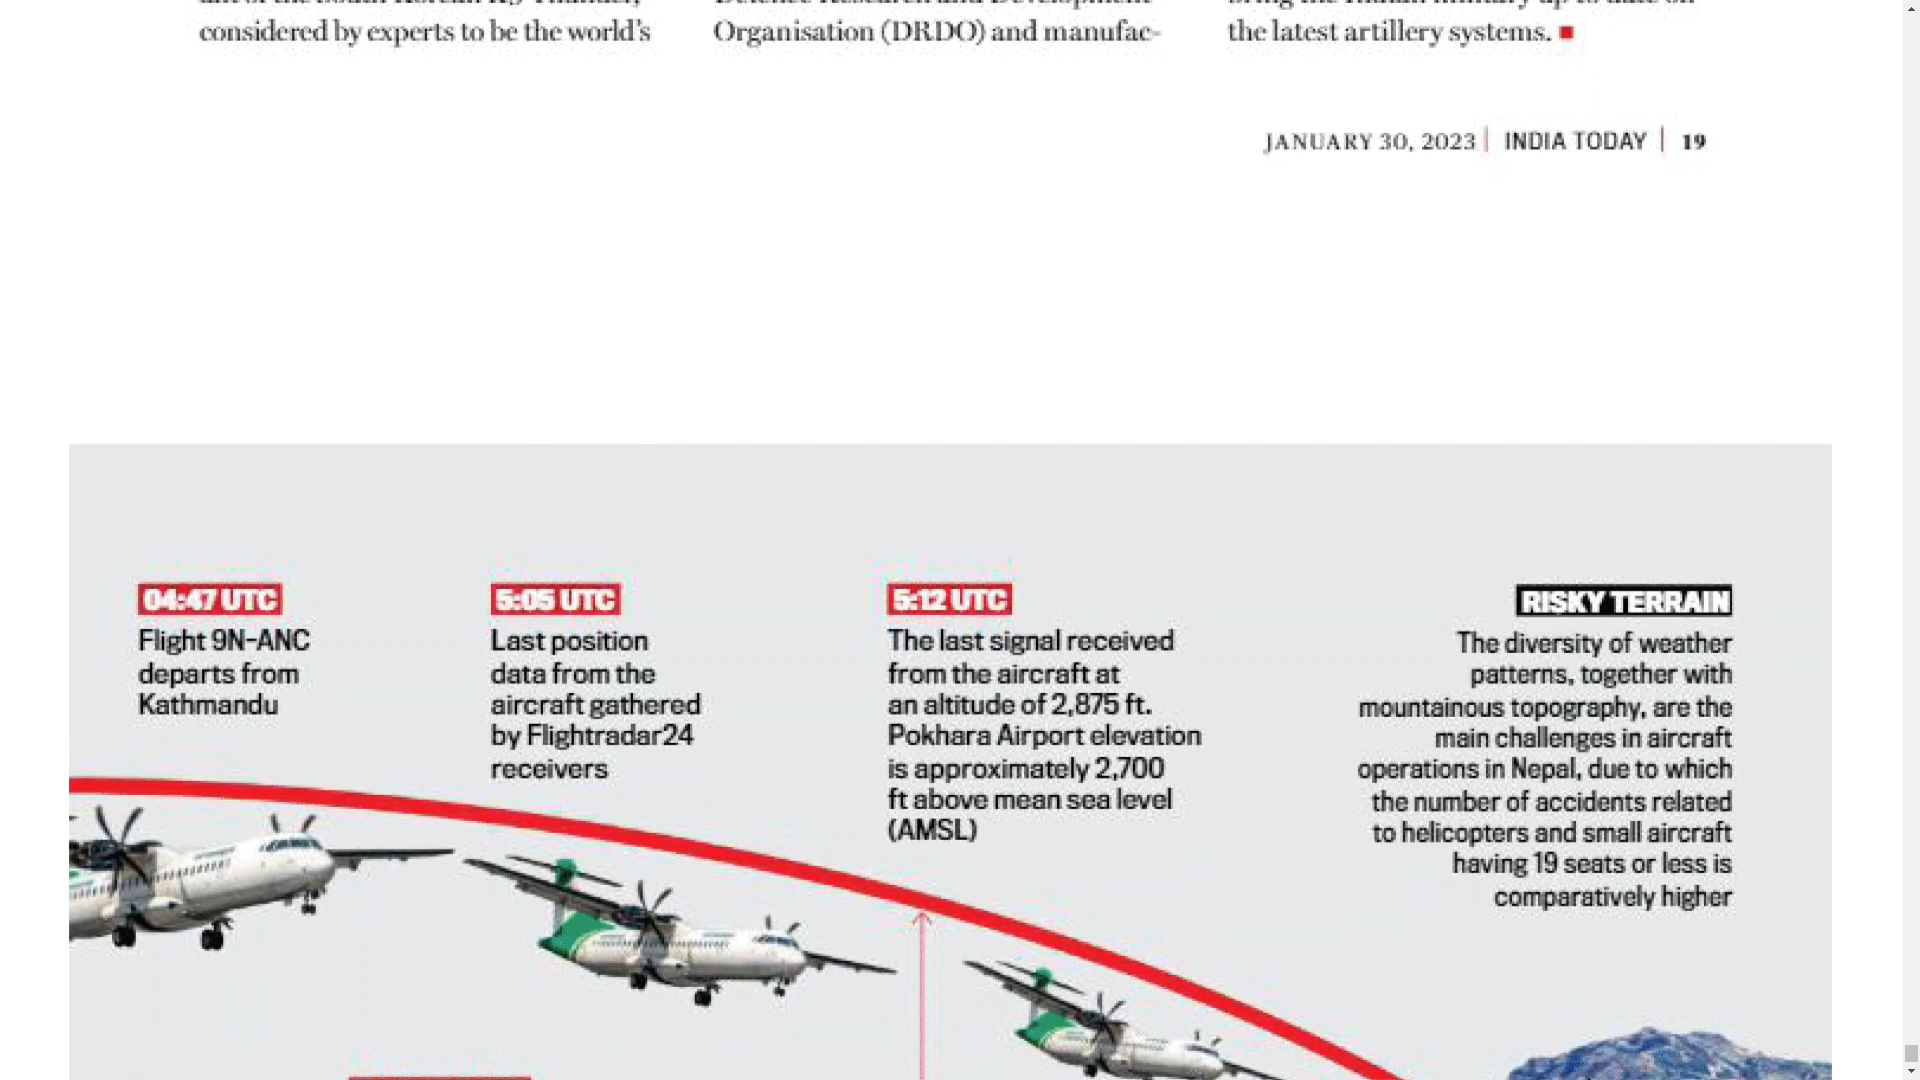 considered by experts to be the world's
Organisation (DRDO) and manufac-
the latest artillery systems.
JANUARY 30, 2023 | INDIA TODAY | 19
04:47 UTC
Flight 9N-ANC
departs from
Kathmandu
5:05 UTC
Last position
data from the
aircraft gathered
by Flightradar24
receivers
5:12 UTC
The last signal received
from the aircraft at
an altitude of 2,875 ft.
Pokhara Airport elevation
is approximately 2,700
ft above mean sea level
(AMSL)
RISKY TERRAIN
The diversity of weather
patterns, together with
mountainous topography, are the
main challenges in aircraft
operations in Nepal, due to which
the number of accidents related
to helicopters and small aircraft
having 19 seats or less is
comparatively higher